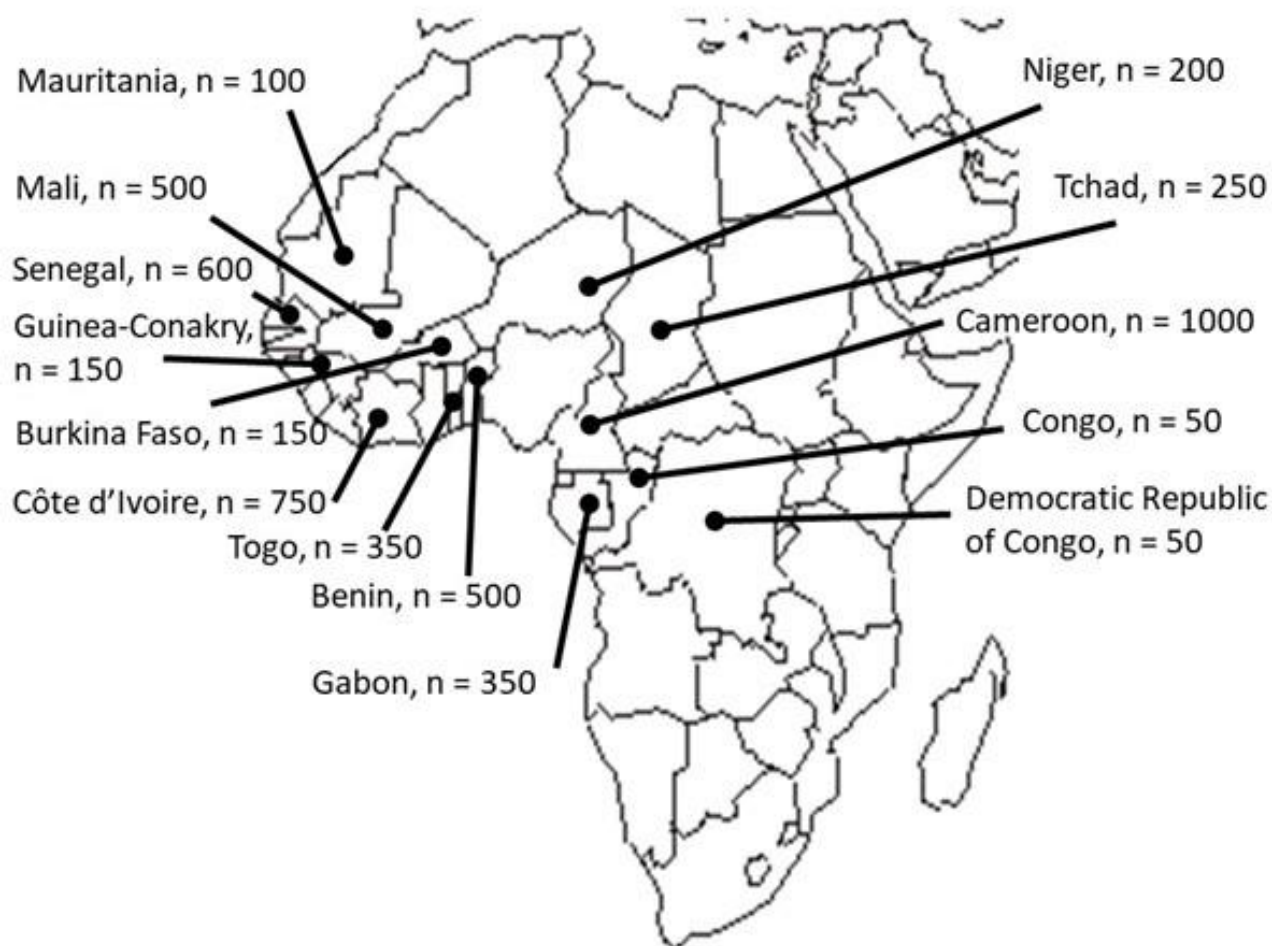 Mauritania, n = 100
Mali, n = 500
Senegal, n = 600
Guinea-Conakry,
n = 150
Burkina Faso, n = 150
Côte d’Ivoire, n = 750
Togo, n = 350
Benin, n = 500
Gabon, n = 350
Niger, n = 200
Tchad, n = 250
Cameroon, n = 1000
Congo, n = 50
Democratic Republic
of Congo, n = 50